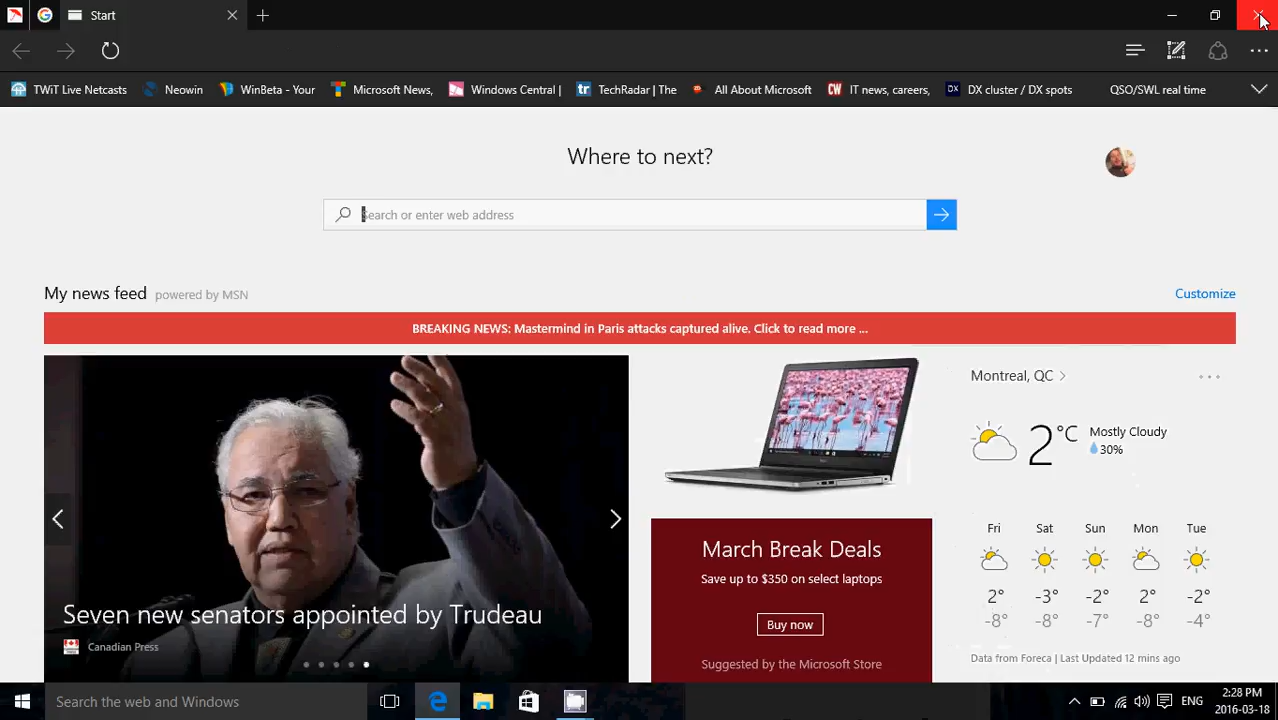 Start
TWiT Live Netcasts
Neowin
WinBeta - Your
Microsoft News,
Windows Central |
tr TechRadar | The
All About Microsoft
CW IT news, careers,
DX DX cluster / DX spots
QSO/SWL real time
Where to next?
Search or enter web address
My news feed powered by MSN
Customize
BREAKING NEWS: Mastermind in Paris attacks captured alive. Click to read more ...
Montreal, QC
2°C
Mostly Cloudy
30%
Seven new senators appointed by Trudeau
Canadian Press
March Break Deals
Save up to $350 on select laptops
Buy now
Suggested by the Microsoft Store
Fri Sat Sun Mon Tue
2° -3° -2° 2° -2°
-8° -8° -7° -8° -4°
Data from Foreca | Last Updated 12 mins ago
Search the web and Windows
ENG
2:28 PM
2016-03-18